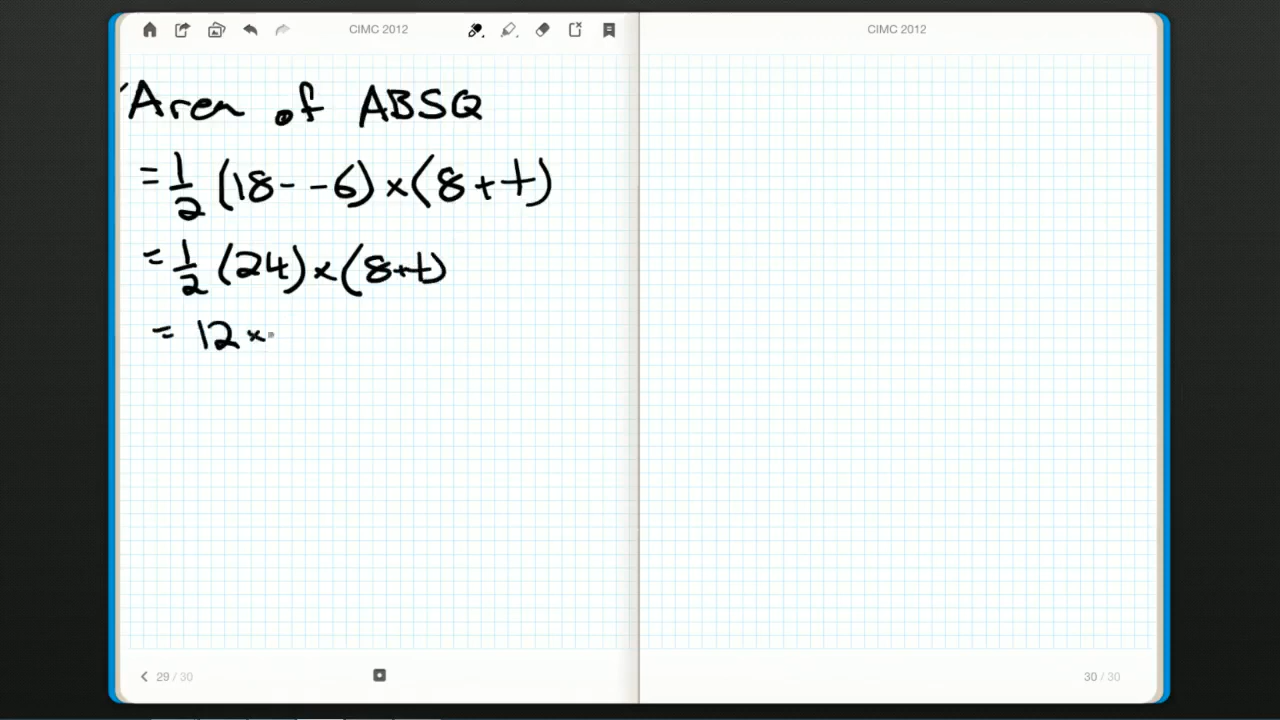 CIMC 2012
Area of ABSQ
= 1/2 (18 - -6) × (8 + t)
= 1/2 (24) × (8 + t)
= 12 ×
29 / 30
CIMC 2012
30 / 30